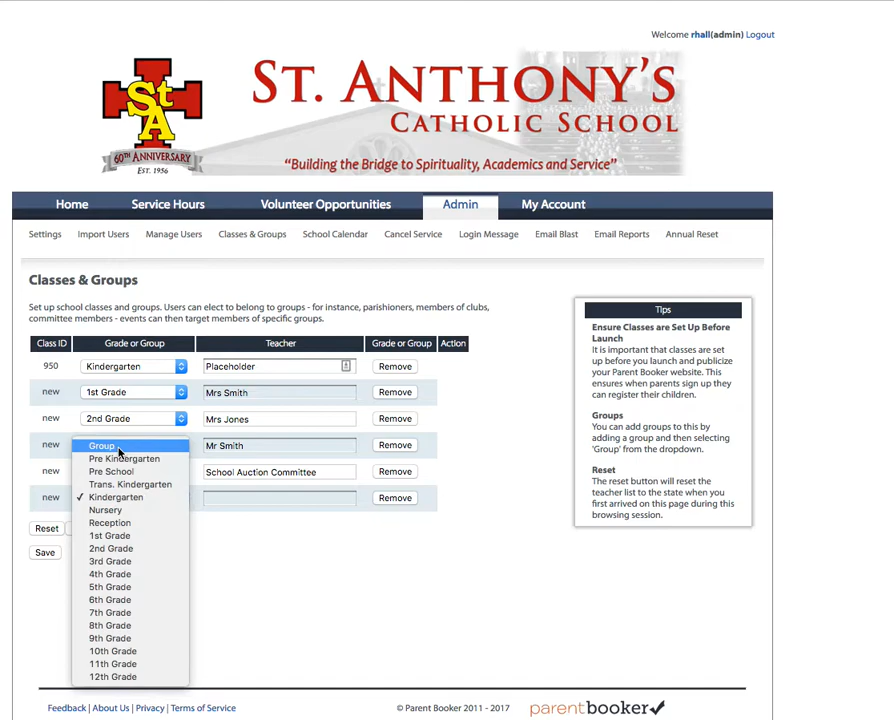 Welcome rhall(admin) Logout
StA
60TH ANNIVERSARY
EST. 1956
ST. ANTHONY'S
CATHOLIC SCHOOL
“Building the Bridge to Spirituality, Academics and Service”
Home Service Hours Volunteer Opportunities Admin My Account
Settings Import Users Manage Users Classes & Groups School Calendar Cancel Service Login Message Email Blast Email Reports Annual Reset
Classes & Groups
Set up school classes and groups. Users can elect to belong to groups - for instance, parishioners, members of clubs,
committee members - events can then target members of specific groups.
Class ID Grade or Group Teacher Grade or Group Action
950 Kindergarten Placeholder Remove
new 1st Grade Mrs Smith Remove
new 2nd Grade Mrs Jones Remove
new Mr Smith Remove
new School Auction Committee Remove
new Remove
Group
Pre Kindergarten
Pre School
Trans. Kindergarten
✓ Kindergarten
Nursery
Reception
1st Grade
2nd Grade
3rd Grade
4th Grade
5th Grade
6th Grade
7th Grade
8th Grade
9th Grade
10th Grade
11th Grade
12th Grade
Reset
Save
Tips
Ensure Classes are Set Up Before
Launch
It is important that classes are set
up before you launch and publicize
your Parent Booker website. This
ensures when parents sign up they
can register their children.
Groups
You can add groups to this by
adding a group and then selecting
'Group' from the dropdown.
Reset
The reset button will reset the
teacher list to the state when you
first arrived on this page during this
browsing session.
Feedback | About Us | Privacy | Terms of Service © Parent Booker 2011 - 2017 parentbooker